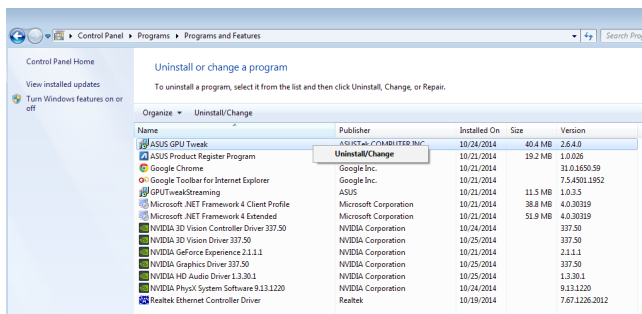 Control Panel ▸ Programs ▸ Programs and Features
Search Pro
Control Panel Home
View installed updates
Turn Windows features on or
off
Uninstall or change a program
To uninstall a program, select it from the list and then click Uninstall, Change, or Repair.
Organize Uninstall/Change
Name Publisher Installed On Size Version
ASUS GPU Tweak ASUSTek COMPUTER INC. 10/24/2014 40.4 MB 2.6.4.0
Uninstall/Change
ASUS Product Register Program 10/21/2014 19.2 MB 1.0.026
Google Chrome Google Inc. 10/21/2014 31.0.1650.59
Google Toolbar for Internet Explorer Google Inc. 10/21/2014 7.5.4501.1952
GPUTweakStreaming ASUS 10/21/2014 11.5 MB 1.0.3.5
Microsoft .NET Framework 4 Client Profile Microsoft Corporation 10/21/2014 38.8 MB 4.0.30319
Microsoft .NET Framework 4 Extended Microsoft Corporation 10/21/2014 51.9 MB 4.0.30319
NVIDIA 3D Vision Controller Driver 337.50 NVIDIA Corporation 10/24/2014 337.50
NVIDIA 3D Vision Driver 337.50 NVIDIA Corporation 10/25/2014 337.50
NVIDIA GeForce Experience 2.1.1.1 NVIDIA Corporation 10/21/2014 2.1.1.1
NVIDIA Graphics Driver 337.50 NVIDIA Corporation 10/25/2014 337.50
NVIDIA HD Audio Driver 1.3.30.1 NVIDIA Corporation 10/25/2014 1.3.30.1
NVIDIA PhysX System Software 9.13.1220 NVIDIA Corporation 10/24/2014 9.13.1220
Realtek Ethernet Controller Driver Realtek 10/19/2014 7.67.1226.2012